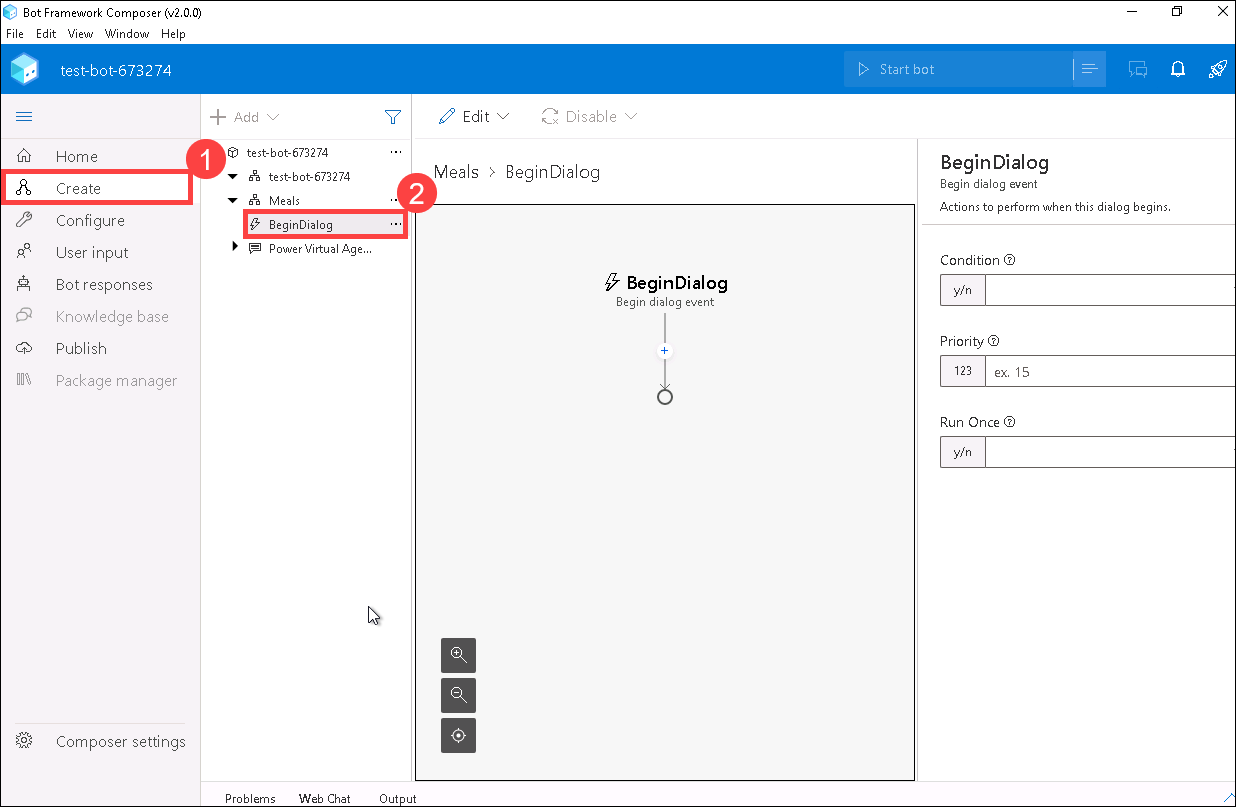 Bot Framework Composer (v2.0.0)
File Edit View Window Help
test-bot-673274
Start bot
Add
Edit
Disable
Home
Create
Configure
User input
Bot responses
Knowledge base
Publish
Package manager
Composer settings
1
test-bot-673274
test-bot-673274
Meals
2
BeginDialog
Power Virtual Age...
Meals > BeginDialog
BeginDialog
Begin dialog event
BeginDialog
Begin dialog event
Actions to perform when this dialog begins.
Condition
y/n
Priority
123 ex. 15
Run Once
y/n
Problems Web Chat Output